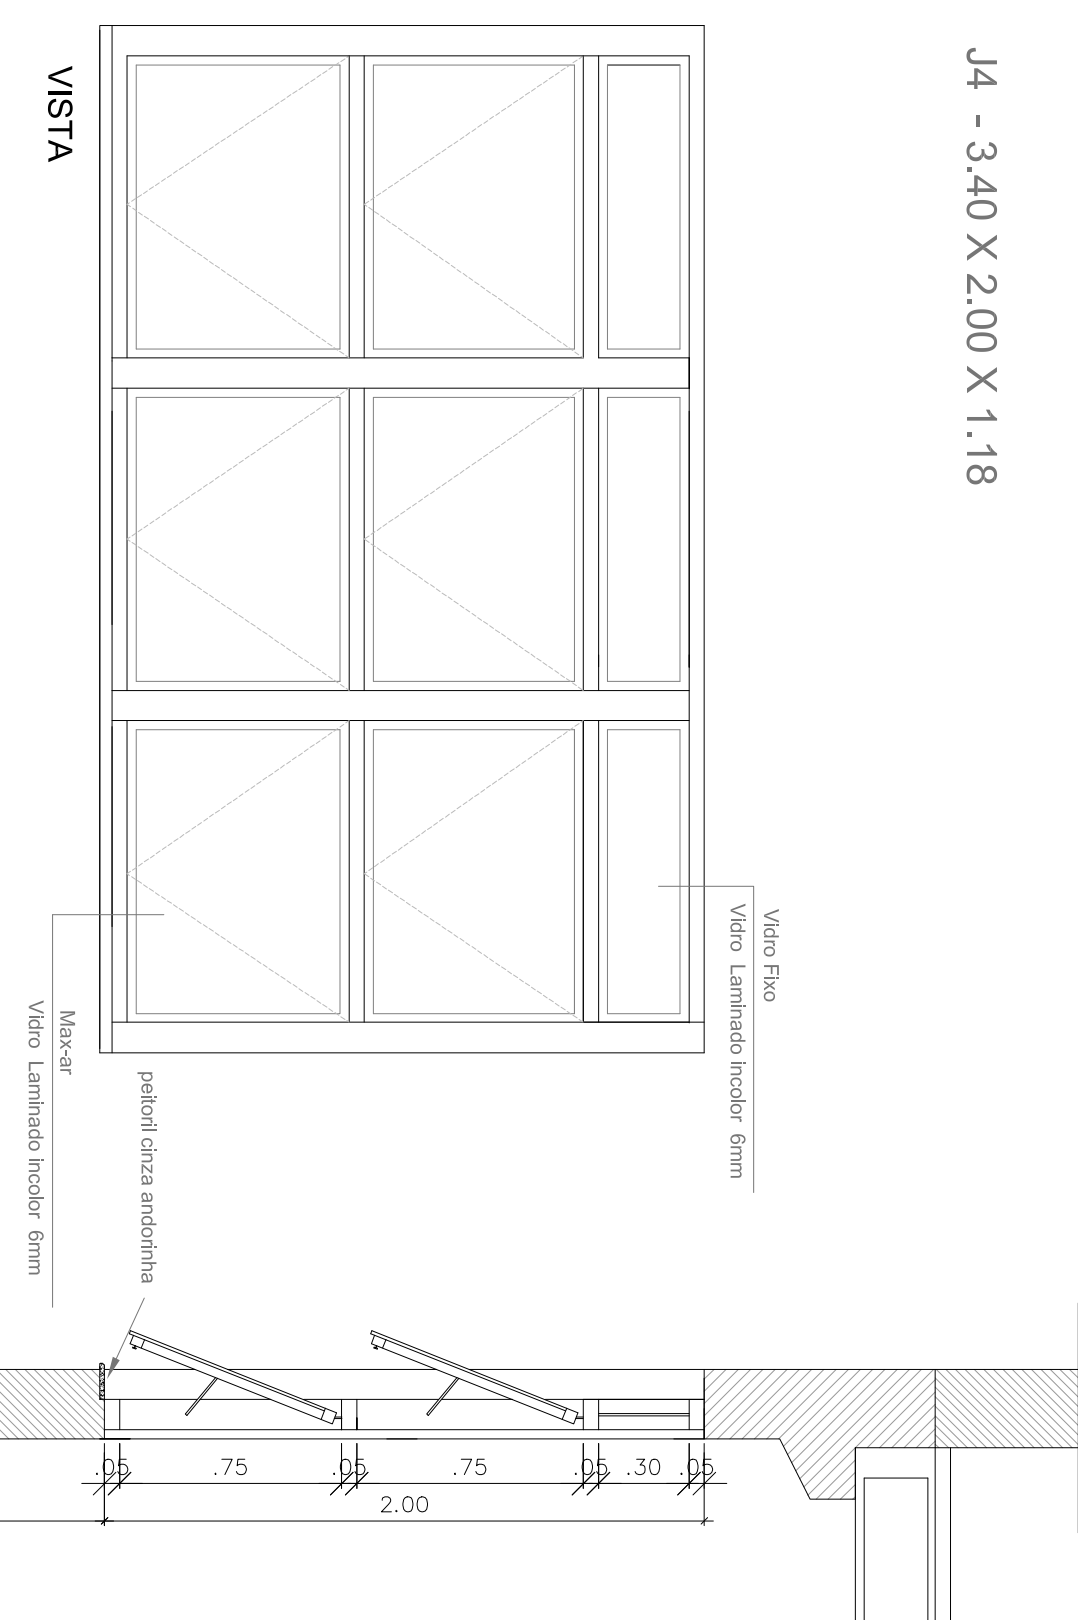 J4 - 3.40 X 2.00 X 1.18
VISTA
Vidro Fixo
Vidro Laminado incolor 6mm
Max-ar
Vidro Laminado incolor 6mm
peitoril cinza andorinha
.05 .75 .05 .75 .05 .30 .05
2.00